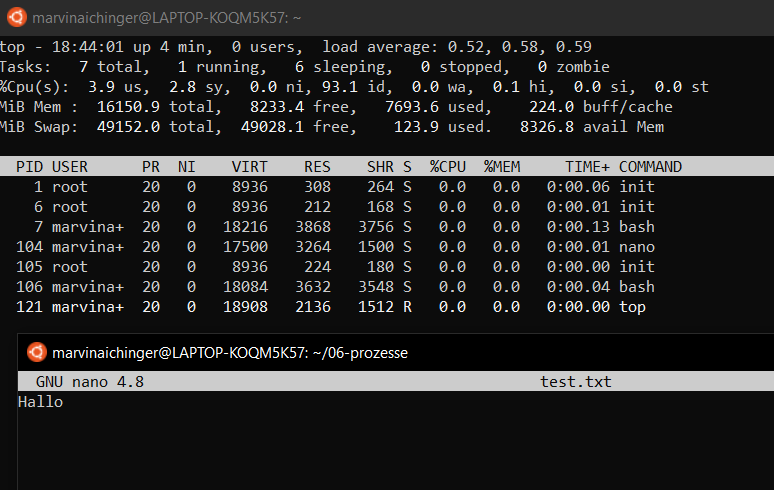 marvinaichinger@LAPTOP-KOQM5K57: ~
top - 18:44:01 up 4 min,  0 users,  load average: 0.52, 0.58, 0.59
Tasks:   7 total,   1 running,   6 sleeping,   0 stopped,   0 zombie
%Cpu(s):  3.9 us,  2.8 sy,  0.0 ni, 93.1 id,  0.0 wa,  0.1 hi,  0.0 si,  0.0 st
MiB Mem :  16150.9 total,   8233.4 free,   7693.6 used,    224.0 buff/cache
MiB Swap:  49152.0 total,  49028.1 free,    123.9 used.   8326.8 avail Mem
PID USER      PR  NI    VIRT    RES    SHR S  %CPU  %MEM     TIME+ COMMAND
1 root      20   0    8936    308    264 S   0.0   0.0   0:00.06 init
6 root      20   0    8936    212    168 S   0.0   0.0   0:00.01 init
7 marvina+  20   0   18216   3868   3756 S   0.0   0.0   0:00.13 bash
104 marvina+  20   0   17500   3264   1500 S   0.0   0.0   0:00.01 nano
105 root      20   0    8936    224    180 S   0.0   0.0   0:00.00 init
106 marvina+  20   0   18084   3632   3548 S   0.0   0.0   0:00.04 bash
121 marvina+  20   0   18908   2136   1512 R   0.0   0.0   0:00.00 top
marvinaichinger@LAPTOP-KOQM5K57: ~/06-prozesse
GNU nano 4.8                    test.txt
Hallo